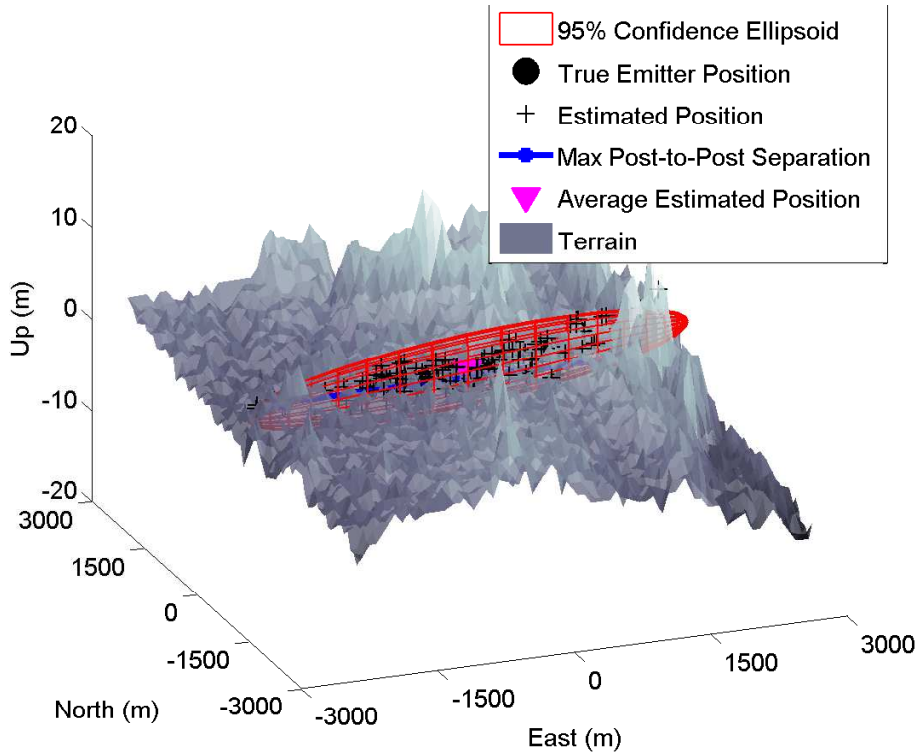 95% Confidence Ellipsoid
True Emitter Position
Estimated Position
Max Post-to-Post Separation
Average Estimated Position
Terrain
20
10
0
-10
-20
Up (m)
3000
1500
0
-1500
-3000
North (m)
-3000
-1500
0
1500
3000
East (m)